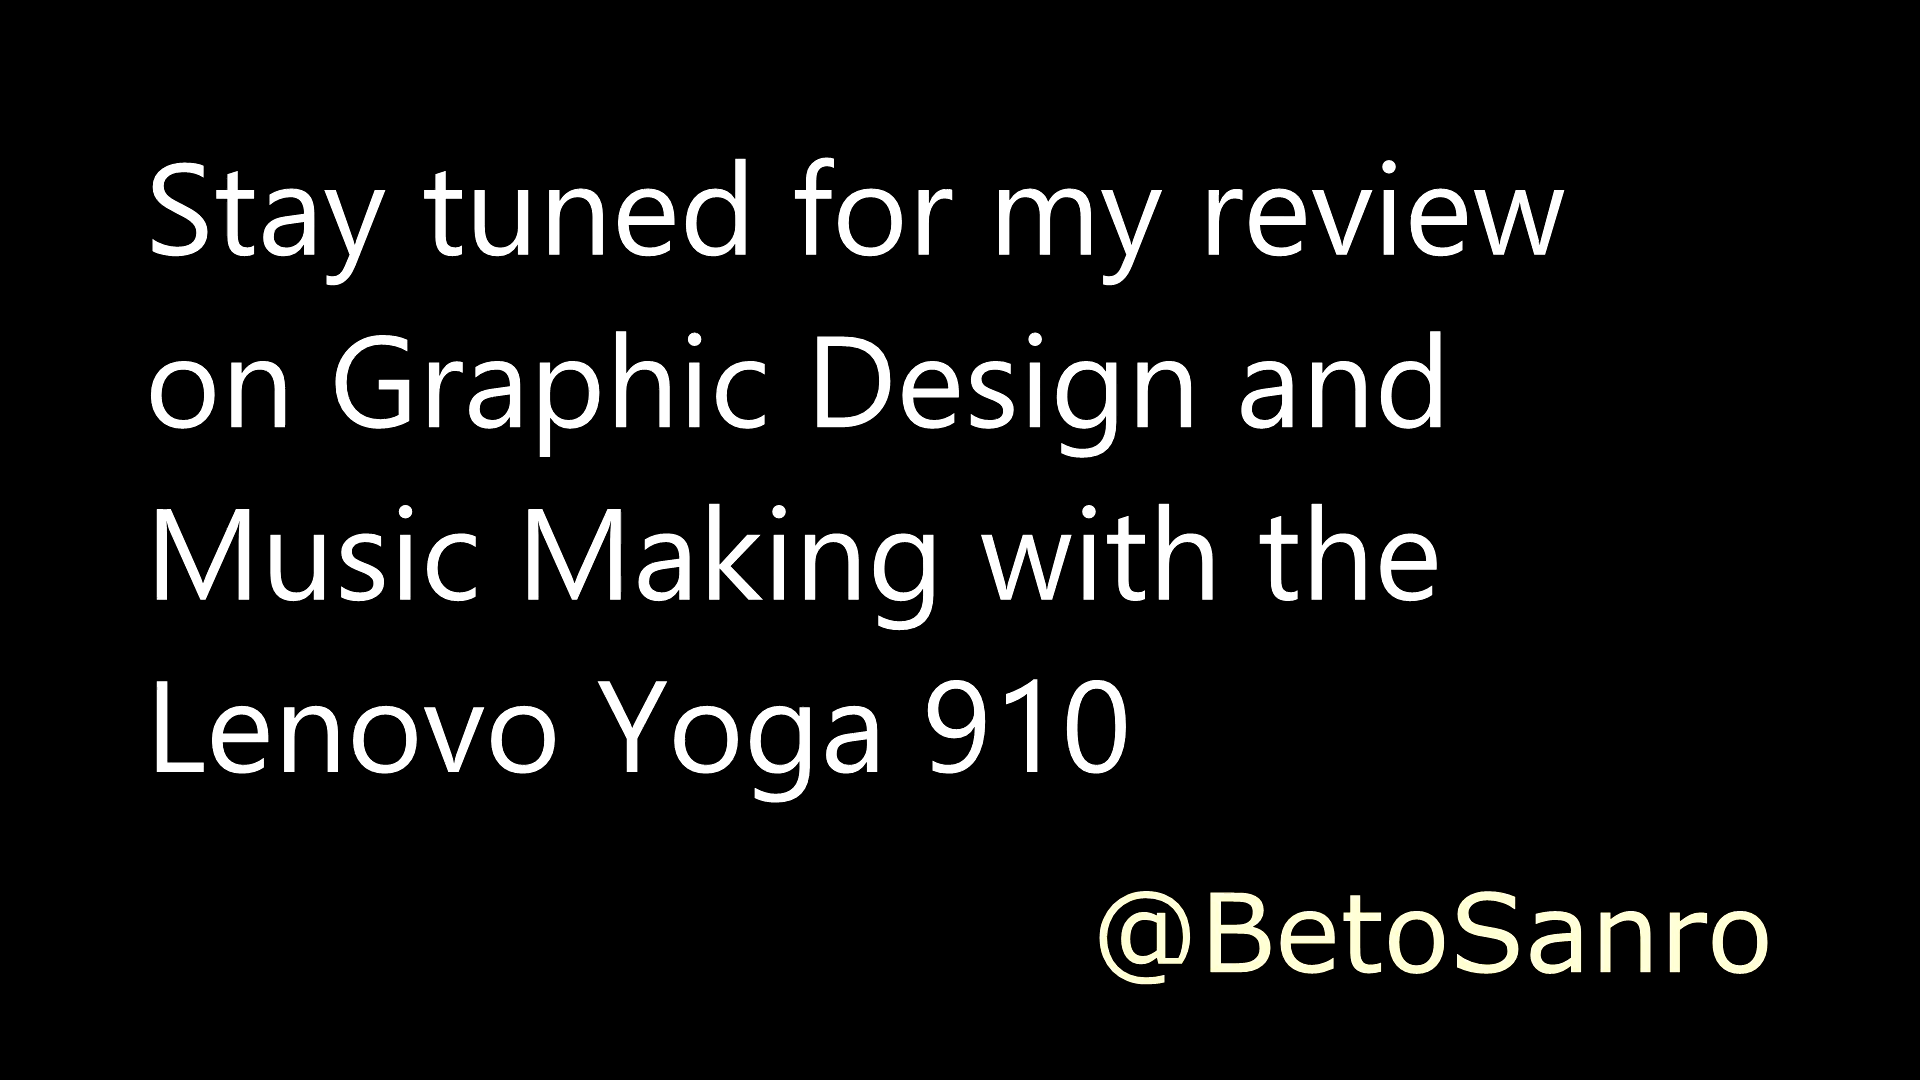 Stay tuned for my review
on Graphic Design and
Music Making with the
Lenovo Yoga 910
@BetoSanro